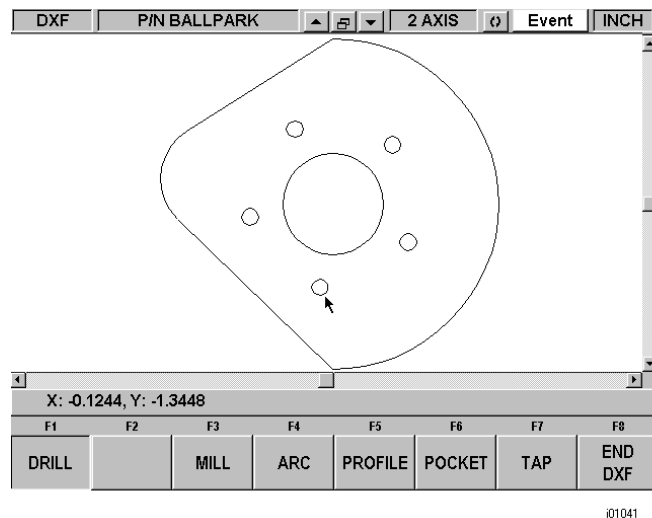 DXF P/N BALLPARK 2 AXIS Event INCH
X: -0.1244, Y: -1.3448
F1 F2 F3 F4 F5 F6 F7 F8
DRILL MILL ARC PROFILE POCKET TAP END DXF
i01041